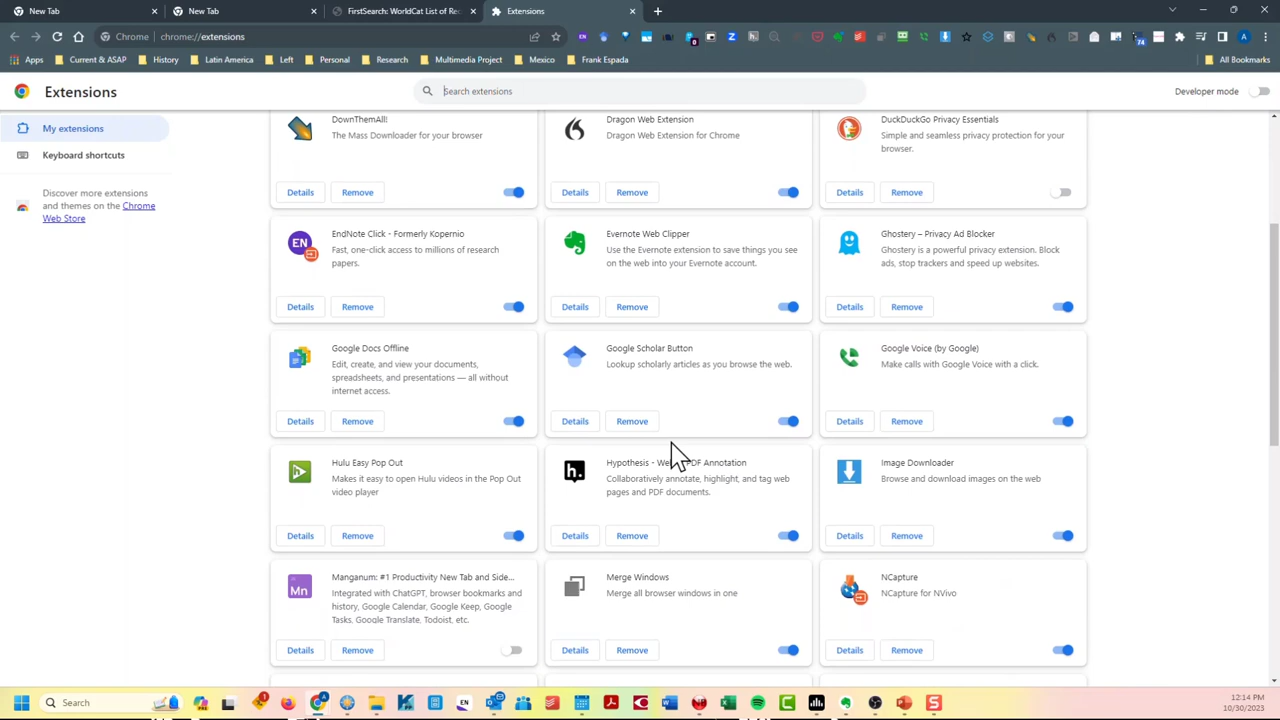 New Tab
New Tab
FirstSearch: WorldCat List of Rec
Extensions
Chrome
chrome://extensions
Apps
Current & ASAP
History
Latin America
Left
Personal
Research
Multimedia Project
Mexico
Frank Espada
All Bookmarks
Extensions
Search extensions
Developer mode
My extensions
Keyboard shortcuts
Discover more extensions
and themes on the Chrome
Web Store
DownThemAll!
The Mass Downloader for your browser
Details
Remove
Dragon Web Extension
Dragon Web Extension for Chrome
Details
Remove
DuckDuckGo Privacy Essentials
Simple and seamless privacy protection for your
browser.
Details
Remove
EN
EndNote Click - Formerly Kopernio
Fast, one-click access to millions of research
papers.
Details
Remove
Evernote Web Clipper
Use the Evernote extension to save things you see
on the web into your Evernote account.
Details
Remove
Ghostery – Privacy Ad Blocker
Ghostery is a powerful privacy extension. Block
ads, stop trackers and speed up websites.
Details
Remove
Google Docs Offline
Edit, create, and view your documents,
spreadsheets, and presentations — all without
internet access.
Details
Remove
Google Scholar Button
Lookup scholarly articles as you browse the web.
Details
Remove
Google Voice (by Google)
Make calls with Google Voice with a click.
Details
Remove
Hulu Easy Pop Out
Makes it easy to open Hulu videos in the Pop Out
video player
Details
Remove
h.
Hypothesis - We PDF Annotation
Collaboratively annotate, highlight, and tag web
pages and PDF documents.
Details
Remove
Image Downloader
Browse and download images on the web
Details
Remove
Mn
Manganum: #1 Productivity New Tab and Side...
Integrated with ChatGPT, browser bookmarks and
history, Google Calendar, Google Keep, Google
Tasks, Google Translate, Todoist, etc.
Details
Remove
Merge Windows
Merge all browser windows in one
Details
Remove
NCapture
NCapture for NVivo
Details
Remove
Search
12:14 PM
10/30/2023